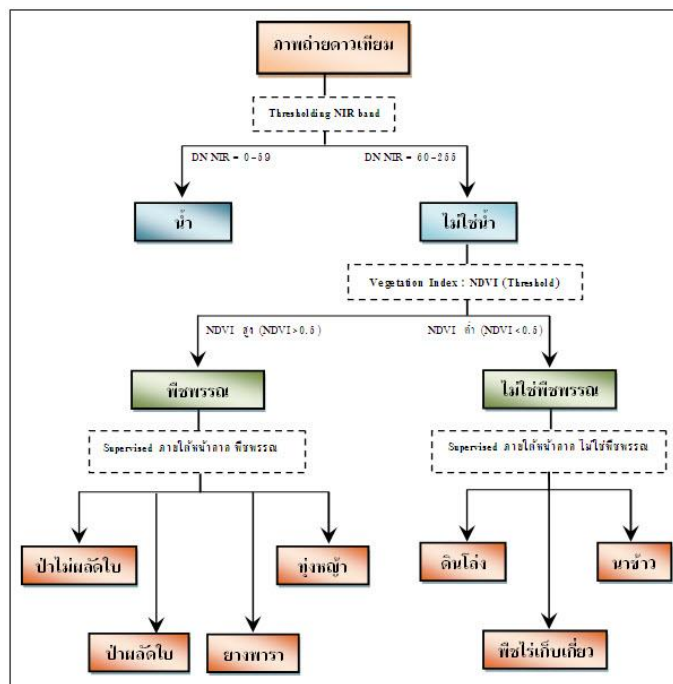 ภาพถ่ายดาวเทียม
Thresholding NIR band
DN NIR = 0-59
DN NIR = 60-255
น้ำ
ไม่ใช่น้ำ
Vegetation Index : NDVI (Threshold)
NDVI สูง (NDVI>0.5)
NDVI ต่ำ (NDVI<0.5)
พืชพรรณ
ไม่ใช่พืชพรรณ
Supervised ภายใต้หน้ากาก พืชพรรณ
Supervised ภายใต้หน้ากาก ไม่ใช่พืชพรรณ
ป่าไม่ผลัดใบ
ทุ่งหญ้า
ดินโล่ง
นาข้าว
ป่าผลัดใบ
ยางพารา
พืชไร่เก็บเกี่ยว